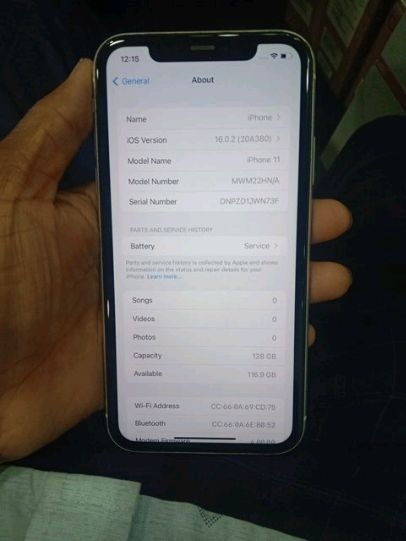 12:15
General
About
Name iPhone
iOS Version 16.0.2 (20A380)
Model Name iPhone 11
Model Number MWM22HN/A
Serial Number DNPZD1JWN73F
PARTS AND SERVICE HISTORY
Battery Service
Parts and service history is collected by Apple and shows
information on the status and repair details for your
iPhone. Learn more...
Songs 0
Videos 0
Photos 0
Capacity 128 GB
Available 116.9 GB
Wi-Fi Address CC:66:0A:69:CD:75
Bluetooth CC:66:0A:6E:80:52
Modem Firmware